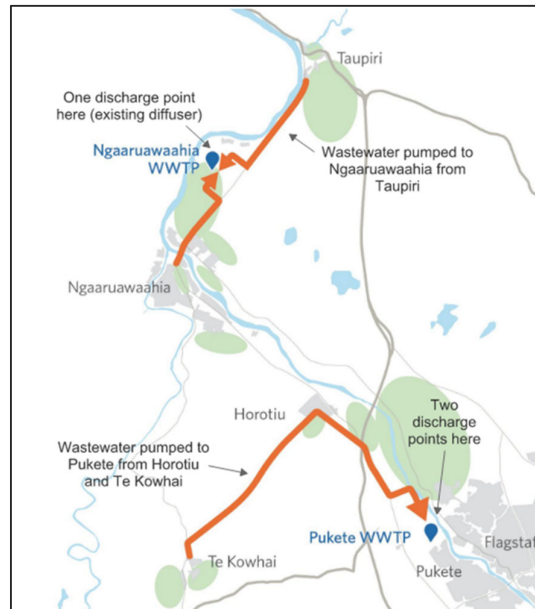 Taupiri
One discharge point
here (existing diffuser)
Ngaaruawaahia
WWTP
Wastewater pumped to
Ngaaruawaahia from
Taupiri
Ngaaruawaahia
Horotiu
Two
discharge
points here
Wastewater pumped to
Pukete from Horotiu
and Te Kowhai
Pukete WWTP
Flagstaf
Te Kowhai
Pukete